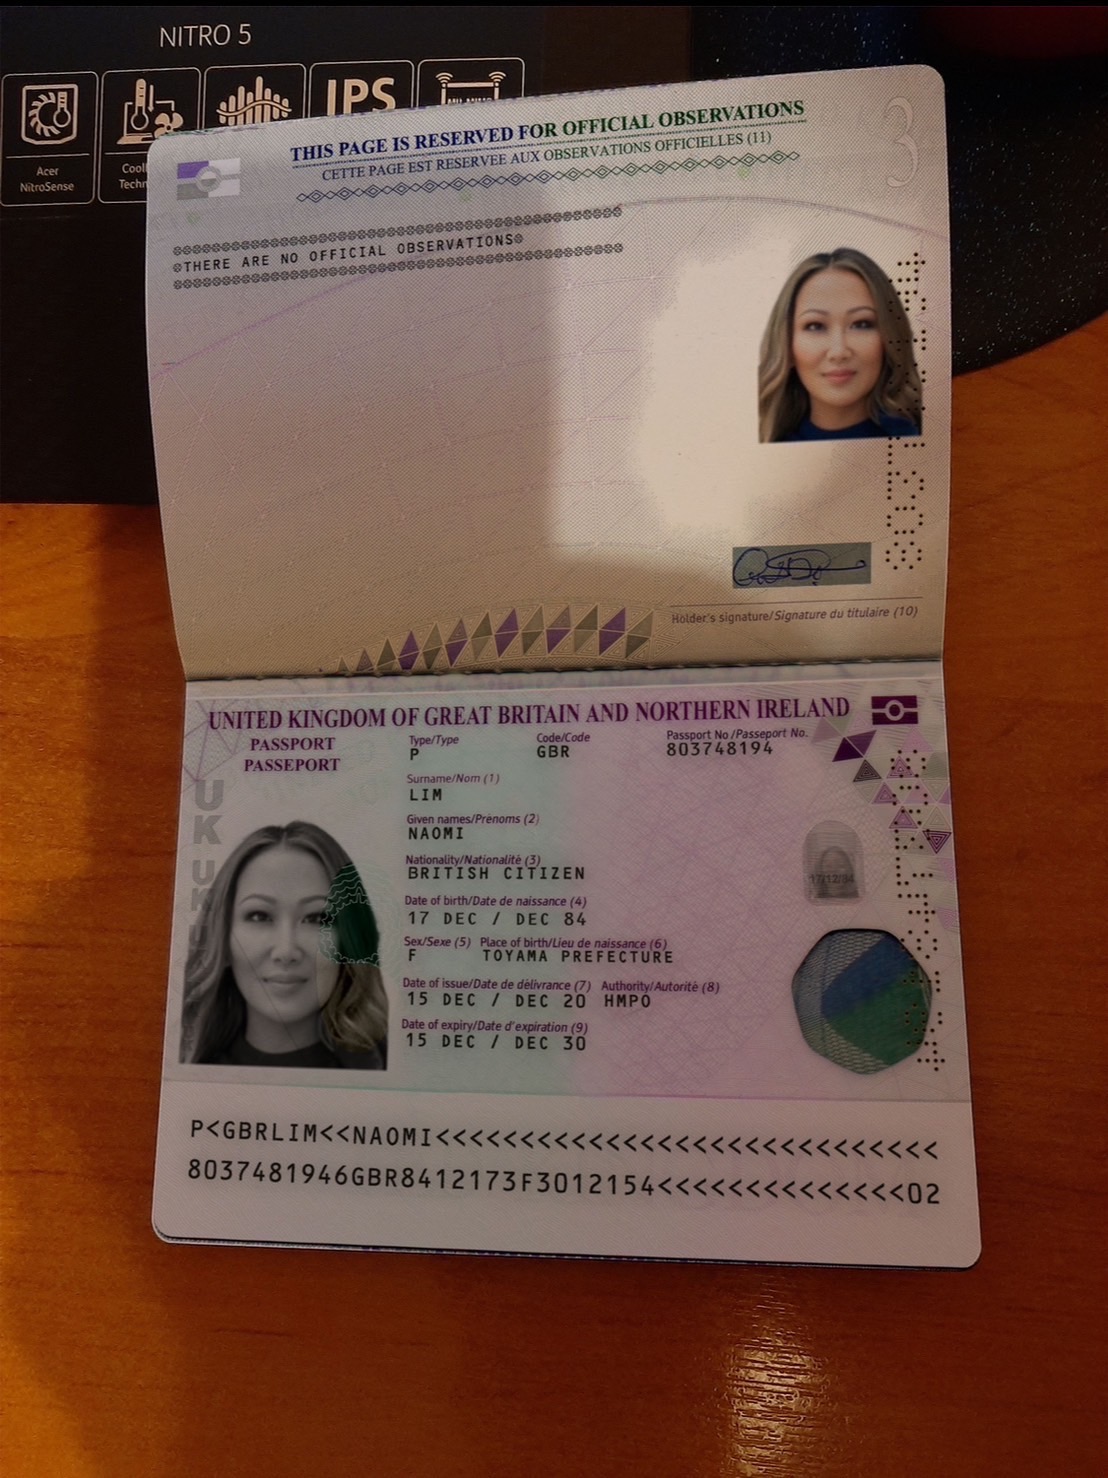 NITRO 5
IPS
Acer
NitroSense
THIS PAGE IS RESERVED FOR OFFICIAL OBSERVATIONS
CETTE PAGE EST RESERVEE AUX OBSERVATIONS OFFICIELLES (11)
3
THERE ARE NO OFFICIAL OBSERVATIONS
Holder's signature/Signature du titulaire (10)
UNITED KINGDOM OF GREAT BRITAIN AND NORTHERN IRELAND
PASSPORT
PASSEPORT
Type/Type
P
Code/Code
GBR
Passport No./Passeport No.
803748194
Surname/Nom (1)
LIM
Given names/Prénoms (2)
NAOMI
Nationality/Nationalité (3)
BRITISH CITIZEN
Date of birth/Date de naissance (4)
17 DEC / DEC 84
Sex/Sexe (5) Place of birth/Lieu de naissance (6)
F TOYAMA PREFECTURE
Date of issue/Date de délivrance (7) Authority/Autorité (8)
15 DEC / DEC 20 HMPO
Date of expiry/Date d'expiration (9)
15 DEC / DEC 30
UK
17/12/84
P<GBRLIM<<NAOMI<<<<<<<<<<<<<<<<<<<<<<<<<<<<<
8037481946GBR8412173F3012154<<<<<<<<<<<<<<02